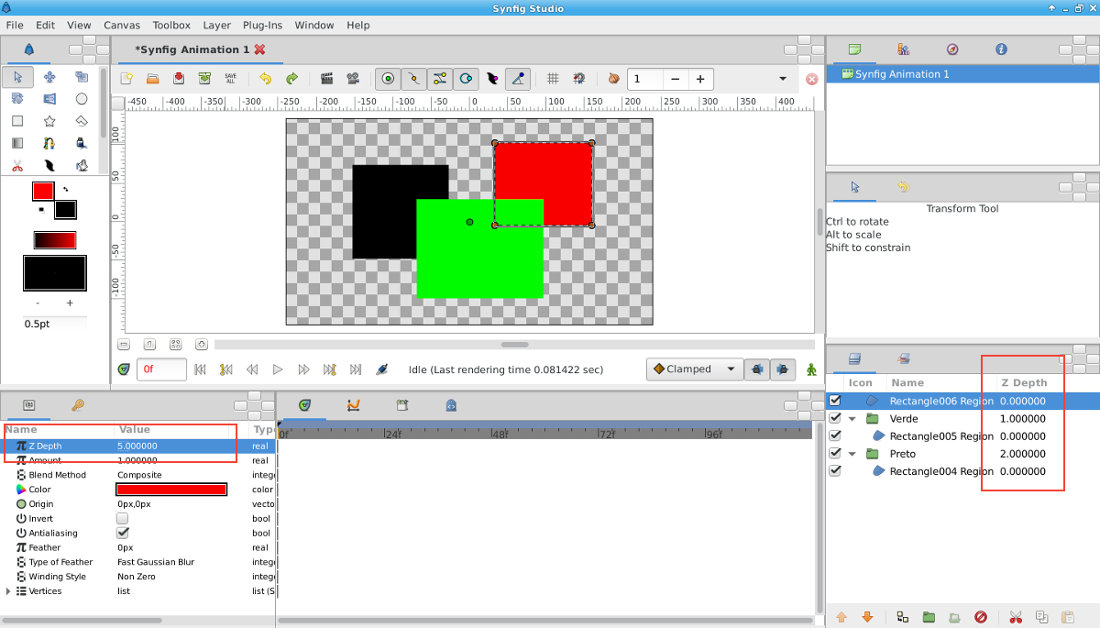 Synfig Studio
File Edit View Canvas Toolbox Layer Plug-Ins Window Help
*Synfig Animation 1
SAVE ALL
1
-450 -400 -350 -300 -250 -200 -150 -100 -50 0 50 100 150 200 250 300 350 400
100
50
0
-50
-100
- +
0.5pt
0f
Idle (Last rendering time 0.081422 sec)
Clamped
Synfig Animation 1
Transform Tool
Ctrl to rotate
Alt to scale
Shift to constrain
Icon Name Z Depth
Rectangle006 Region 0.000000
Verde 1.000000
Rectangle005 Region 0.000000
Preto 2.000000
Rectangle004 Region 0.000000
Name Value Typ
Z Depth 5.000000 real
Amount 1.000000 real
Blend Method Composite integ
Color color
Origin 0px,0px vecto
Invert bool
Antialiasing bool
Feather 0px real
Type of Feather Fast Gaussian Blur integ
Winding Style Non Zero integ
Vertices list list (S
0f 24f 48f 72f 96f